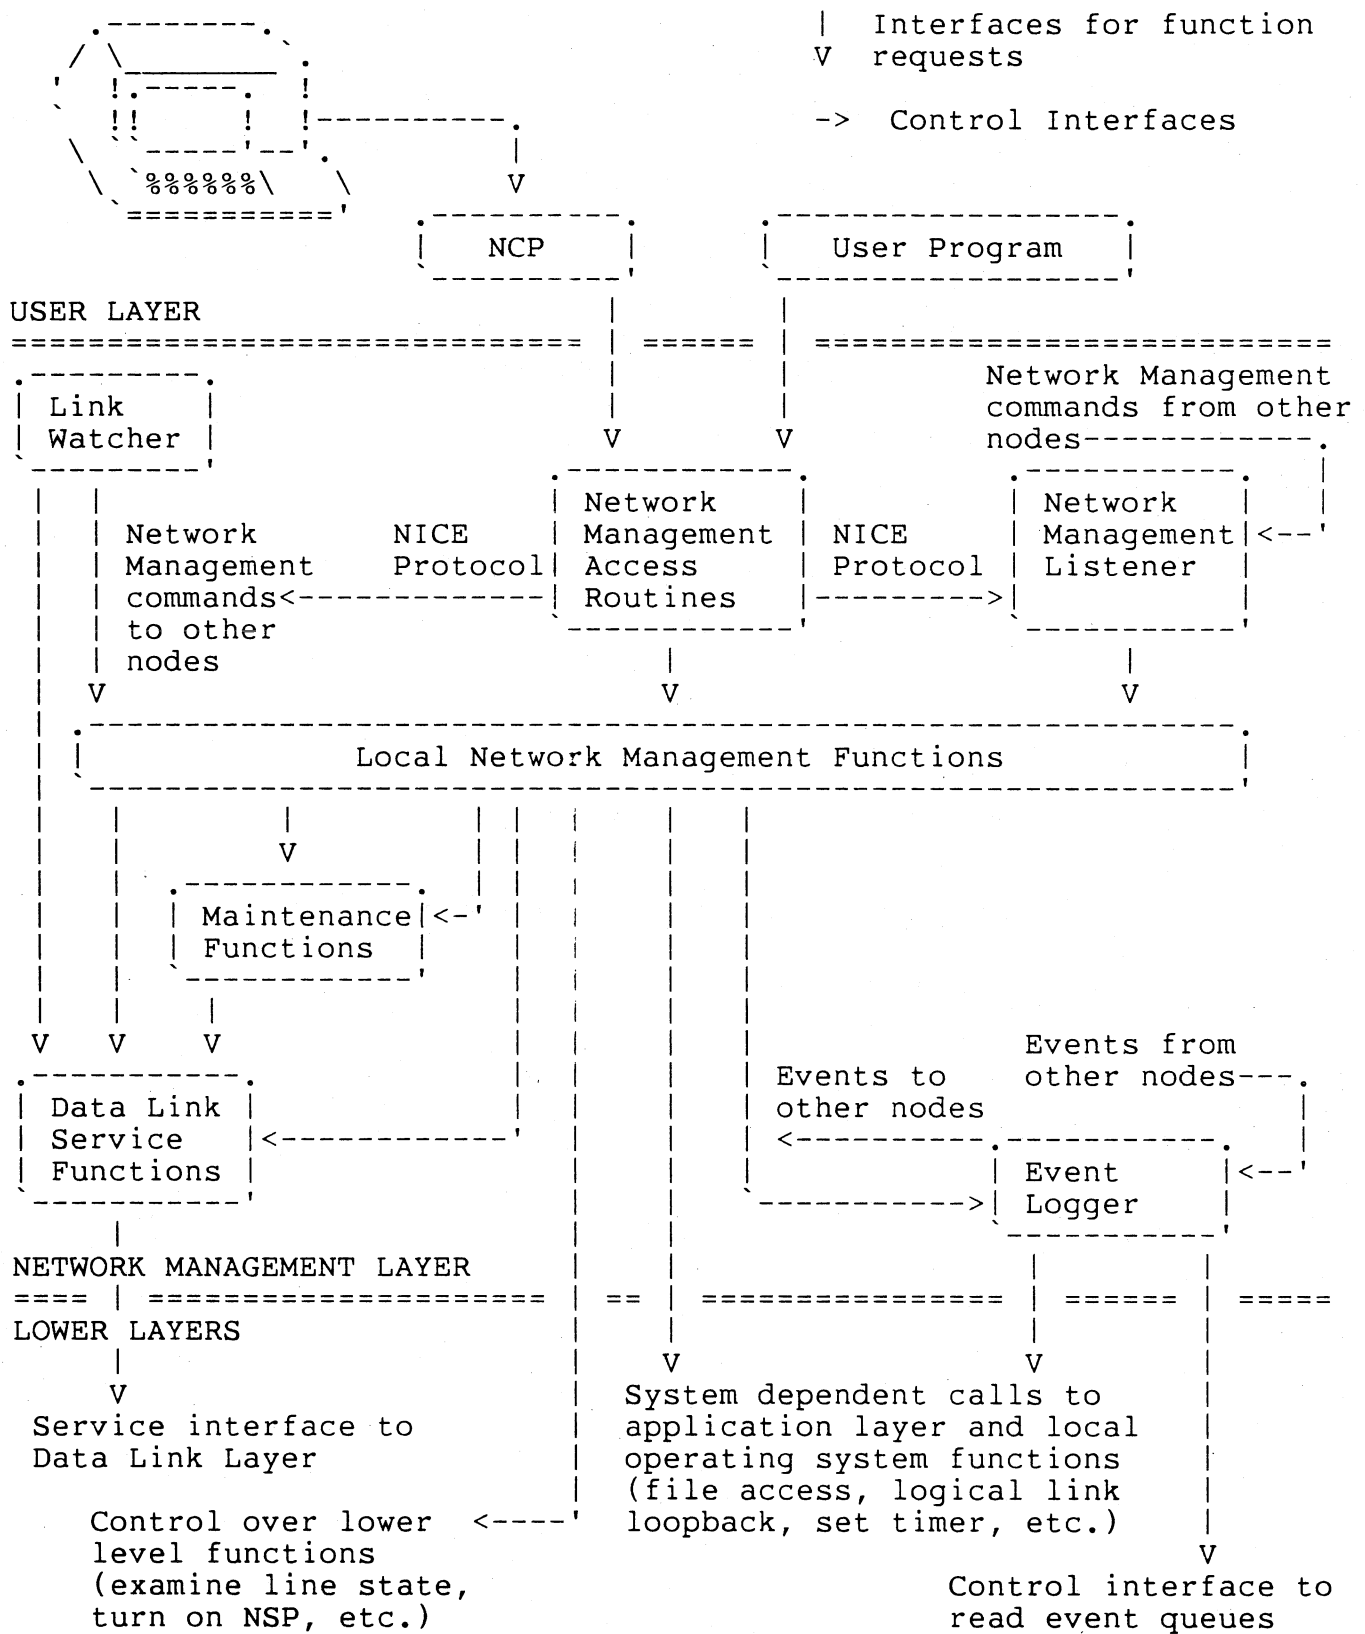 Interfaces for function
requests
Control Interfaces
NCP
User Program
USER LAYER
Link
Watcher
Network Management
commands from other
nodes
Network
Management
commands
to other
nodes
NICE
Protocol
Network
Management
Access
Routines
NICE
Protocol
Network
Management
Listener
Local Network Management Functions
Maintenance
Functions
Data Link
Service
Functions
Events to
other nodes
Events from
other nodes
Event
Logger
NETWORK MANAGEMENT LAYER
LOWER LAYERS
Service interface to
Data Link Layer
System dependent calls to
application layer and local
operating system functions
(file access, logical link
loopback, set timer, etc.)
Control over lower
level functions
(examine line state,
turn on NSP, etc.)
Control interface to
read event queues